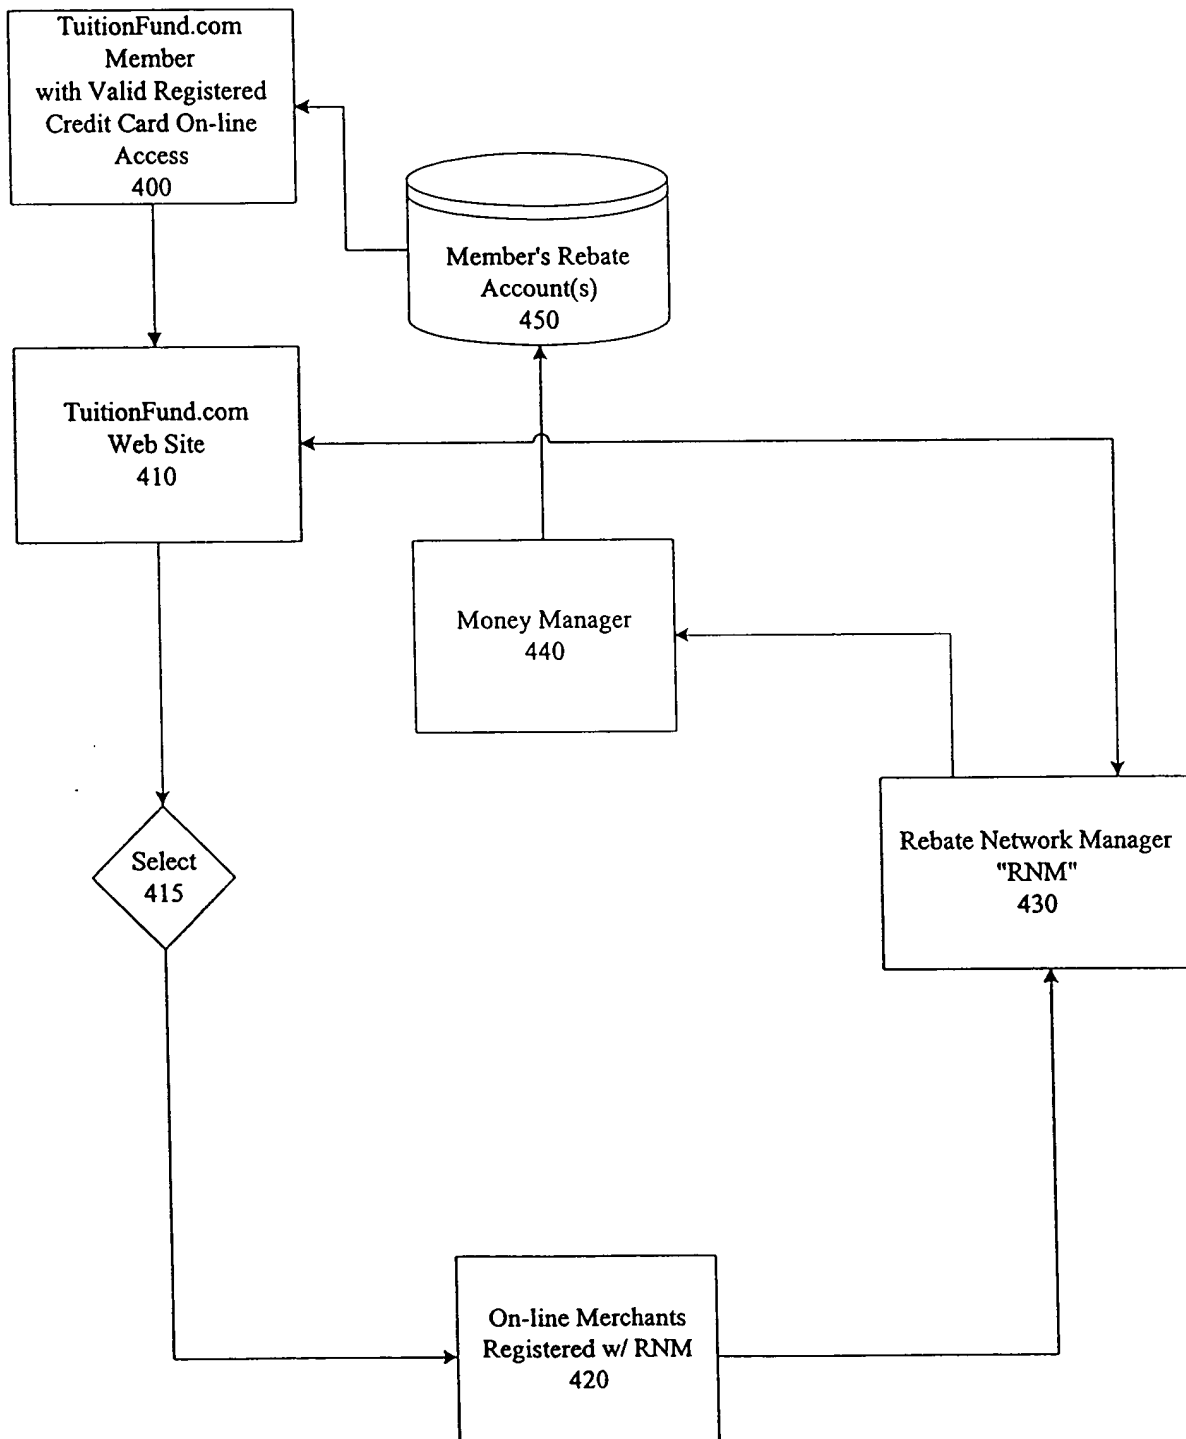 TuitionFund.com
Member
with Valid Registered
Credit Card On-line
Access
400
Member's Rebate
Account(s)
450
TuitionFund.com
Web Site
410
Money Manager
440
Select
415
Rebate Network Manager
"RNM"
430
On-line Merchants
Registered w/ RNM
420